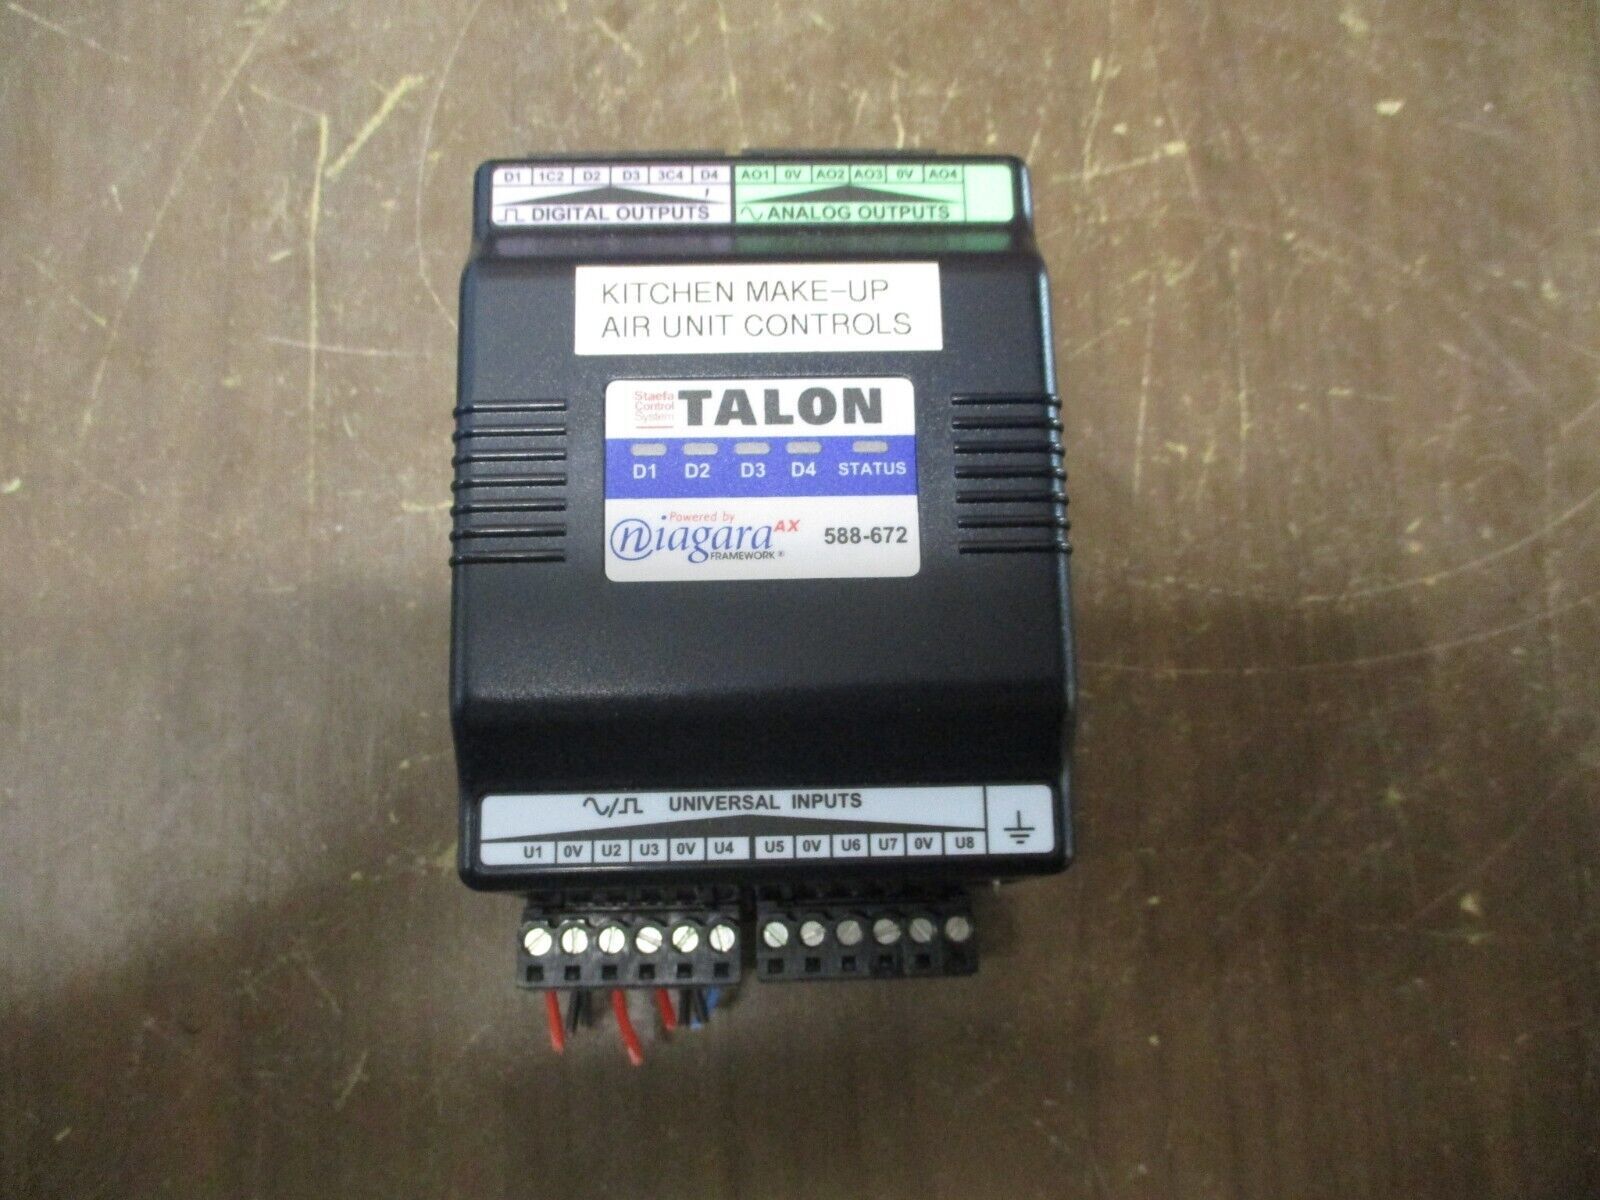 D1 1C2 D2 D3 3C4 D4 AO1 0V AO2 AO3 0V AO4
DIGITAL OUTPUTS ANALOG OUTPUTS
KITCHEN MAKE-UP
AIR UNIT CONTROLS
Staefa
Control
System
TALON
D1 D2 D3 D4 STATUS
Powered by
niagara AX
FRAMEWORK®
588-672
UNIVERSAL INPUTS
U1 0V U2 U3 0V U4 U5 0V U6 U7 0V U8